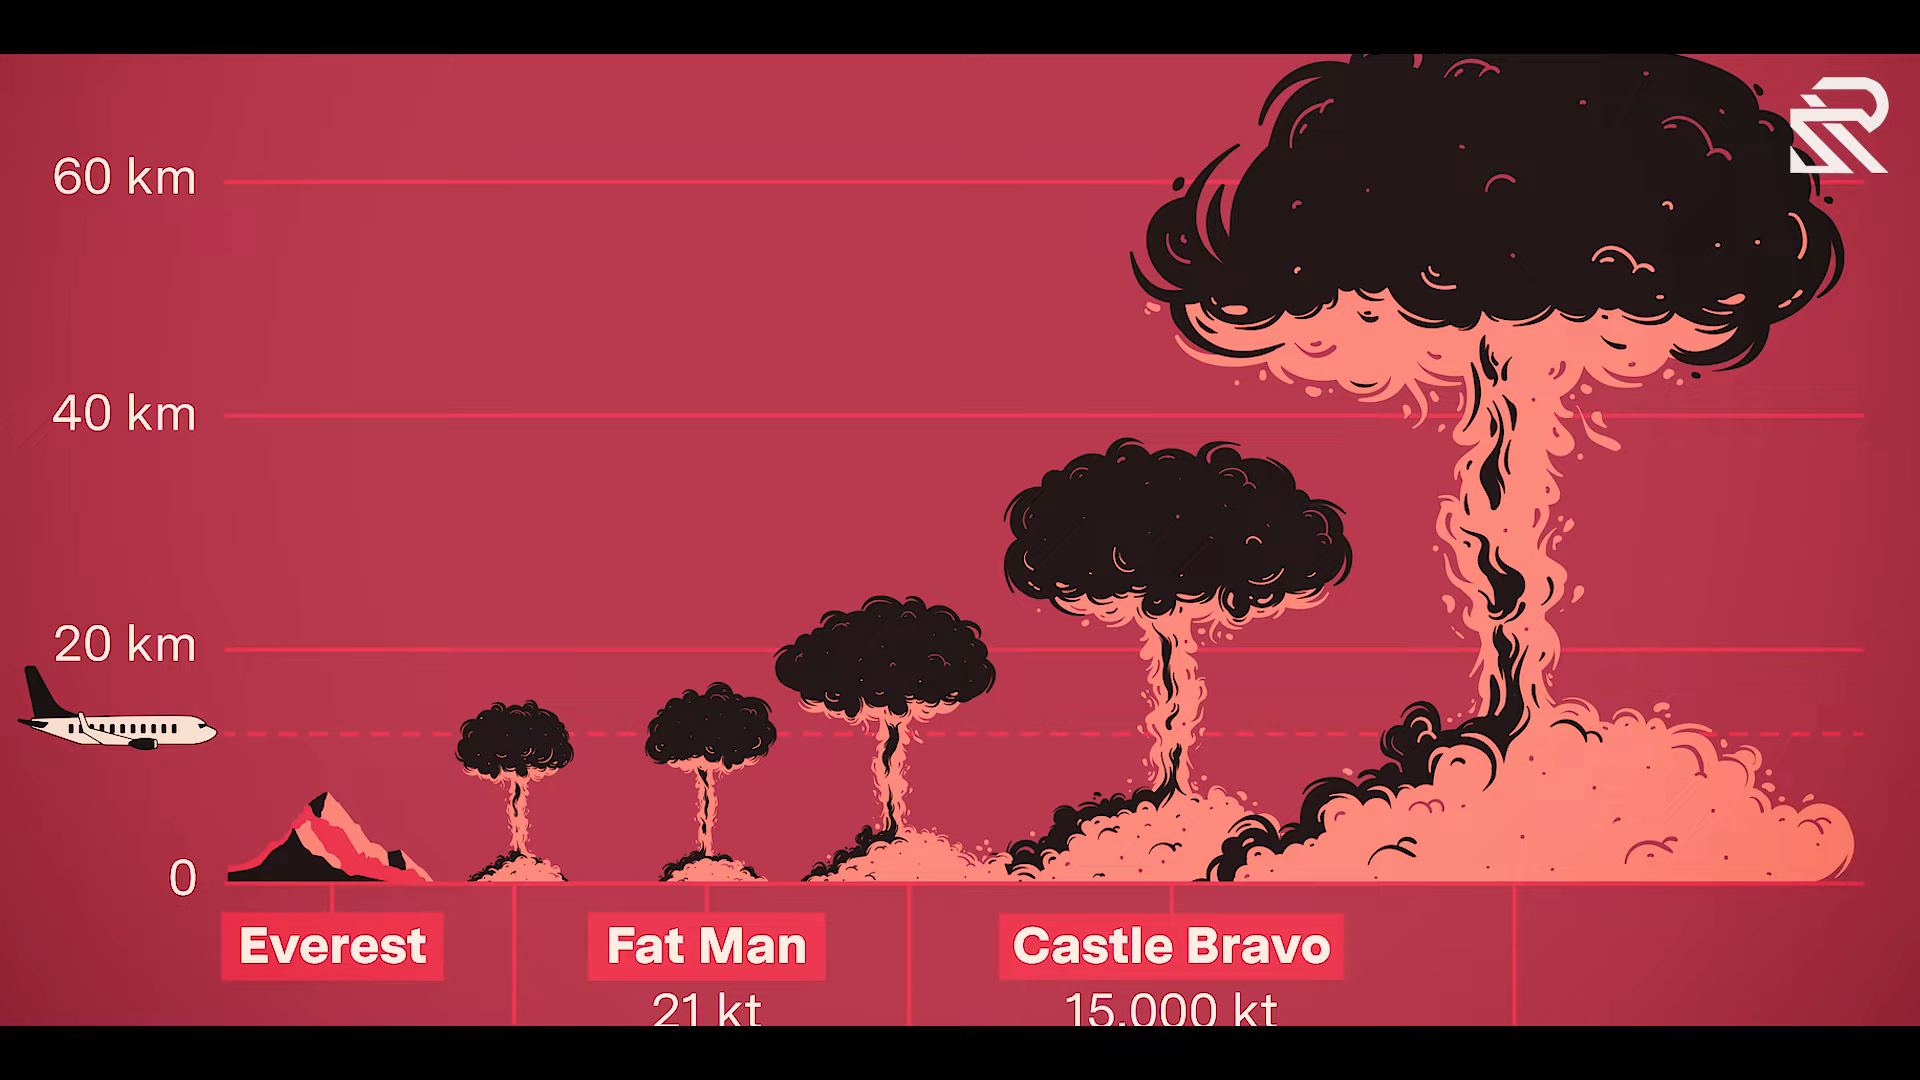 60 km
40 km
20 km
0
Everest
Fat Man
Castle Bravo
21 kt
15.000 kt